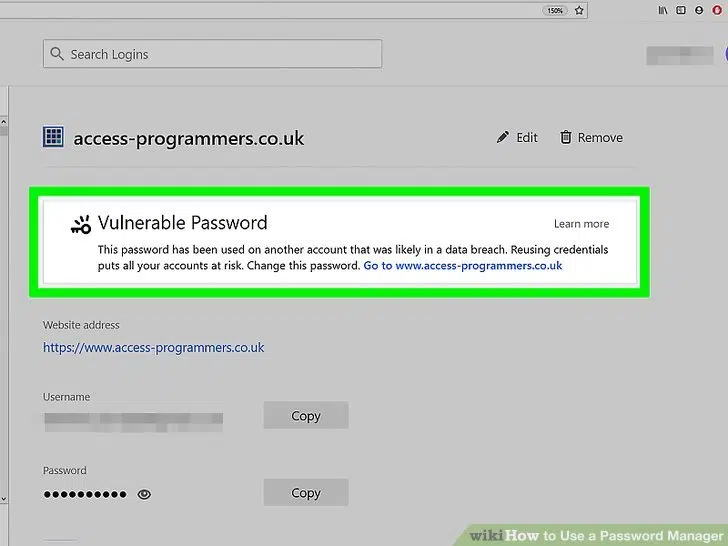 150%
Search Logins
access-programmers.co.uk
Edit
Remove
Vulnerable Password
Learn more
This password has been used on another account that was likely in a data breach. Reusing credentials
puts all your accounts at risk. Change this password. Go to www.access-programmers.co.uk
Website address
https://www.access-programmers.co.uk
Username
Copy
Password
●●●●●●●●●●
Copy
wikiHow to Use a Password Manager